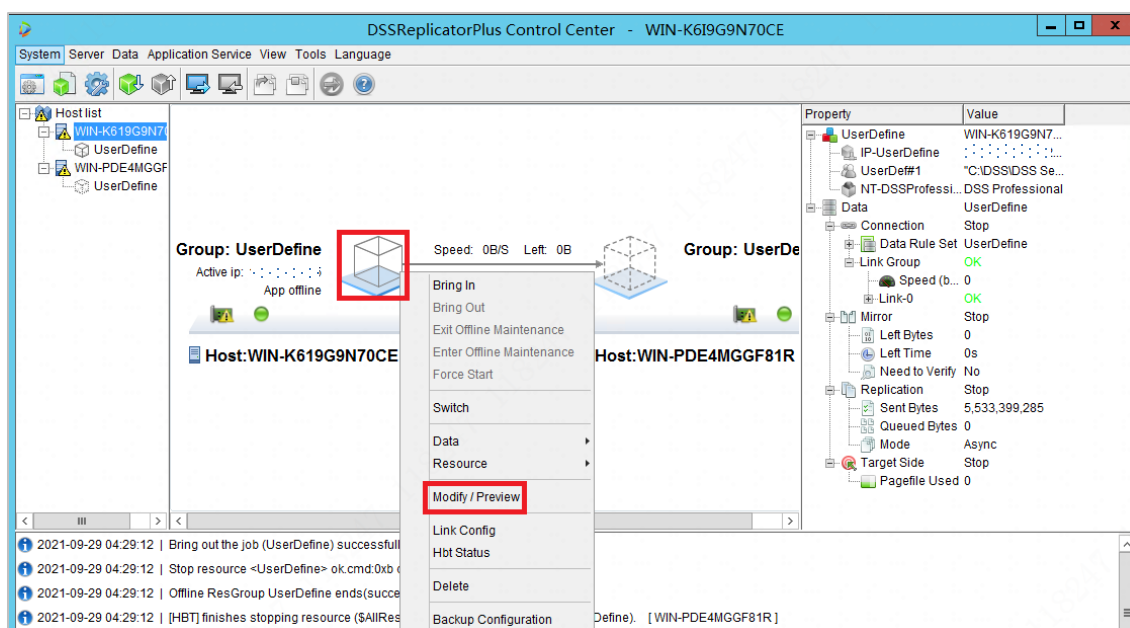 DSSReplicatorPlus Control Center - WIN-K6I9G9N70CE
System Server Data Application Service View Tools Language
Host list
WIN-K619G9N7(
UserDefine
WIN-PDE4MGGF
UserDefine
Group: UserDefine
Speed: 0B/S Left: 0B
Group: UserDe
Active ip:
App offline
Host:WIN-K619G9N70CE
Host:WIN-PDE4MGGF81R
Bring In
Bring Out
Exit Offline Maintenance
Enter Offline Maintenance
Force Start
Switch
Data
Resource
Modify / Preview
Link Config
Hbt Status
Delete
Backup Configuration
Property Value
UserDefine WIN-K619G9N7...
IP-UserDefine
UserDef#1 "C:\DSS\DSS Se...
NT-DSSProfessi... DSS Professional
Data UserDefine
Connection Stop
Data Rule Set UserDefine
Link Group OK
Speed (b... 0
Link-0 OK
Mirror Stop
Left Bytes 0
Left Time 0s
Need to Verify No
Replication Stop
Sent Bytes 5,533,399,285
Queued Bytes 0
Mode Async
Target Side Stop
Pagefile Used 0
2021-09-29 04:29:12 | Bring out the job (UserDefine) successfull
2021-09-29 04:29:12 | Stop resource <UserDefine> ok.cmd:0xb
2021-09-29 04:29:12 | Offline ResGroup UserDefine ends(succe
2021-09-29 04:29:12 | [HBT] finishes stopping resource ($AllRes Define). [ WIN-PDE4MGGF81R ]